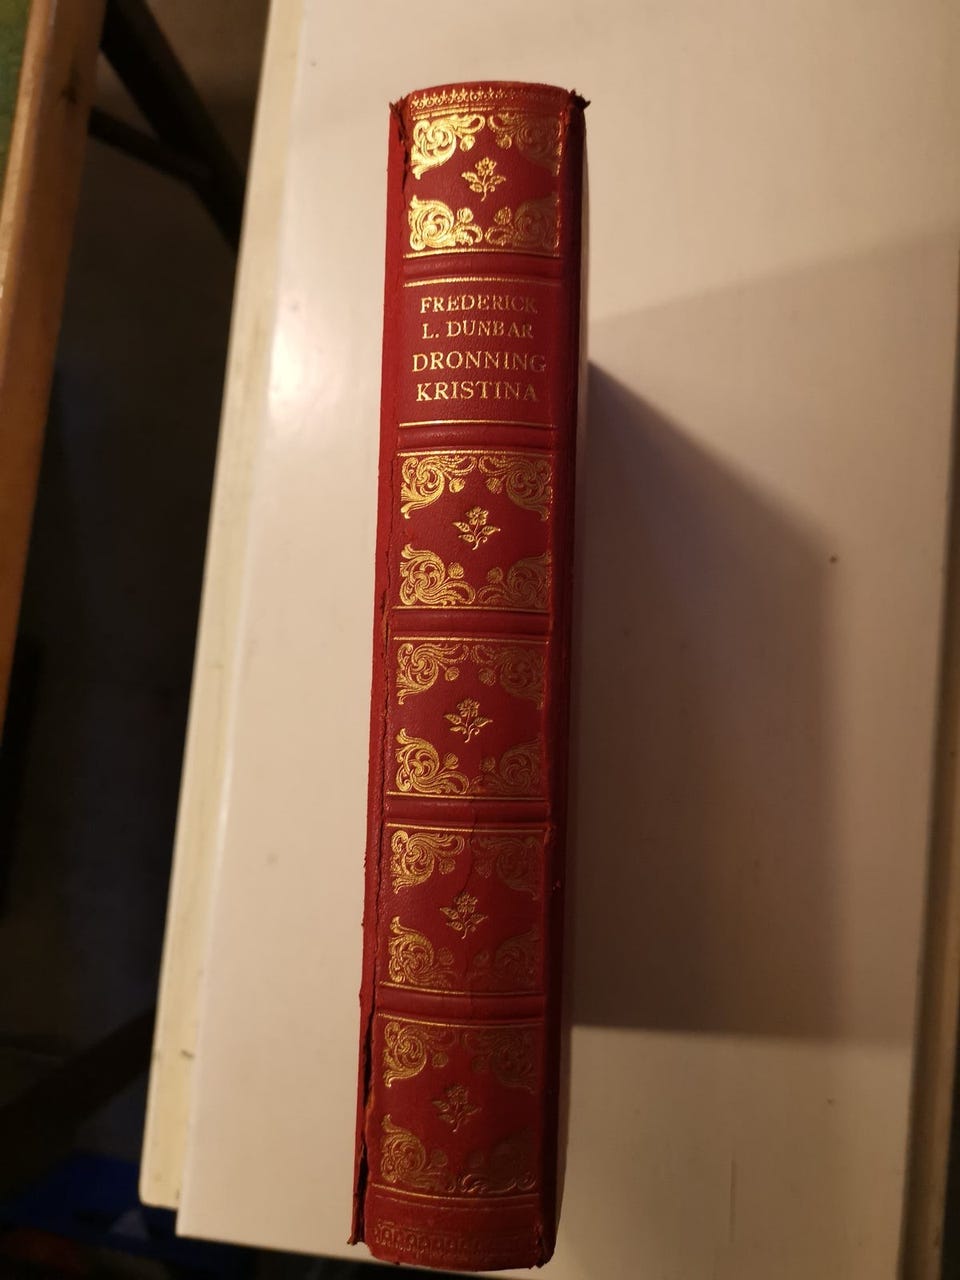 FREDERICK
L. DUNBAR
DRONNING
KRISTINA